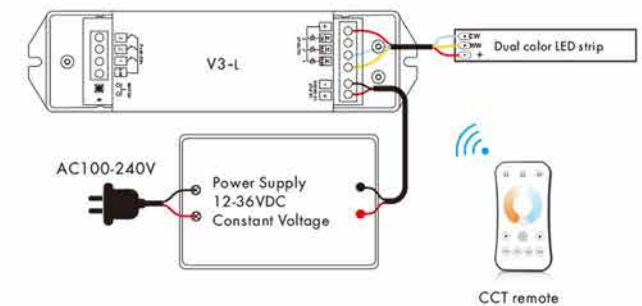 V3-L
CW
WW
+
Dual color LED strip
AC100-240V
Power Supply
12-36VDC
Constant Voltage
CCT remote